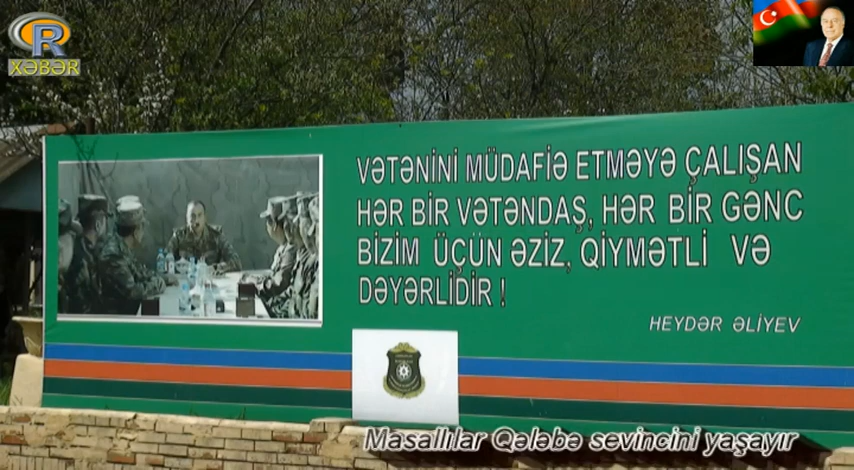 R
XƏBƏR
VƏTƏNİNİ MÜDAFİƏ ETMƏYƏ ÇALIŞAN
HƏR BİR VƏTƏNDAŞ, HƏR BİR GƏNC
BİZİM ÜÇÜN ƏZİZ, QİYMƏTLİ VƏ
DƏYƏRLİDİR !
HEYDƏR ƏLİYEV
Masallılar Qələbə sevincini yaşayır